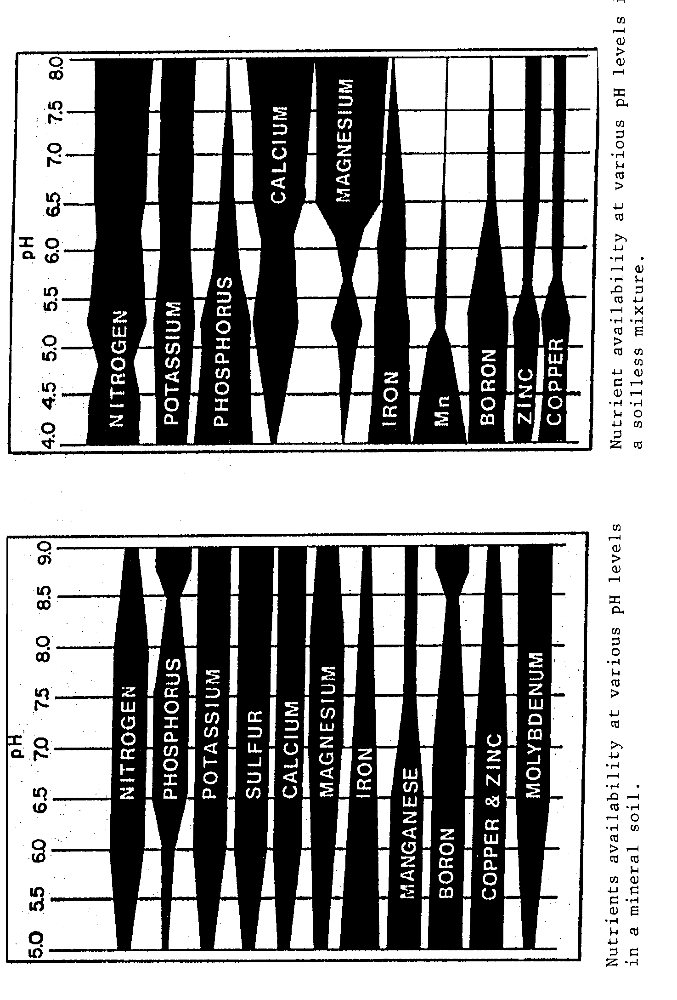 pH
5.0 5.5 6.0 6.5 7.0 7.5 8.0 8.5 9.0
NITROGEN
PHOSPHORUS
POTASSIUM
SULFUR
CALCIUM
MAGNESIUM
IRON
MANGANESE
BORON
COPPER & ZINC
MOLYBDENUM
Nutrients availability at various pH levels
in a mineral soil.
pH
4.0 4.5 5.0 5.5 6.0 6.5 7.0 7.5 8.0
NITROGEN
POTASSIUM
PHOSPHORUS
CALCIUM
MAGNESIUM
IRON
Mn
BORON
ZINC
COPPER
Nutrient availability at various pH levels
a soilless mixture.